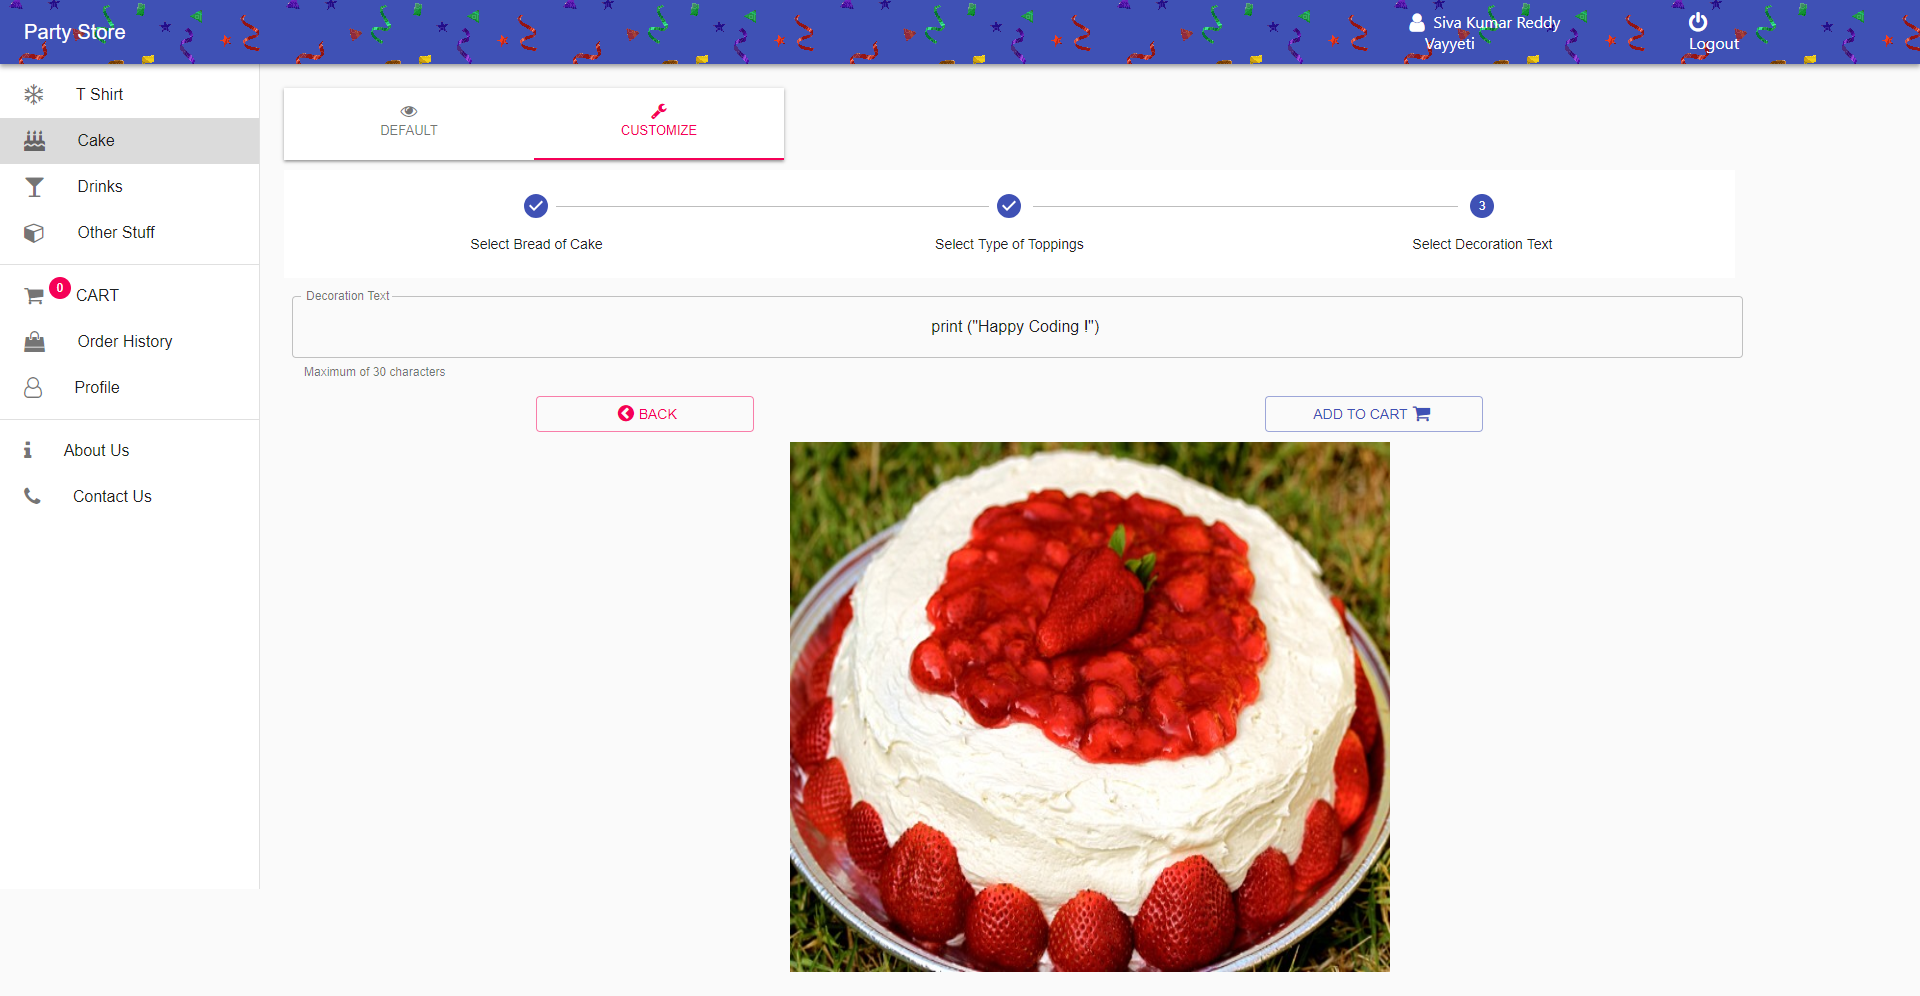 Party Store
Siva Kumar Reddy
Vayyeti
Logout
T Shirt
Cake
Drinks
Other Stuff
0
CART
Order History
Profile
About Us
Contact Us
DEFAULT
CUSTOMIZE
Select Bread of Cake
Select Type of Toppings
3
Select Decoration Text
Decoration Text
print ("Happy Coding !")
Maximum of 30 characters
BACK
ADD TO CART